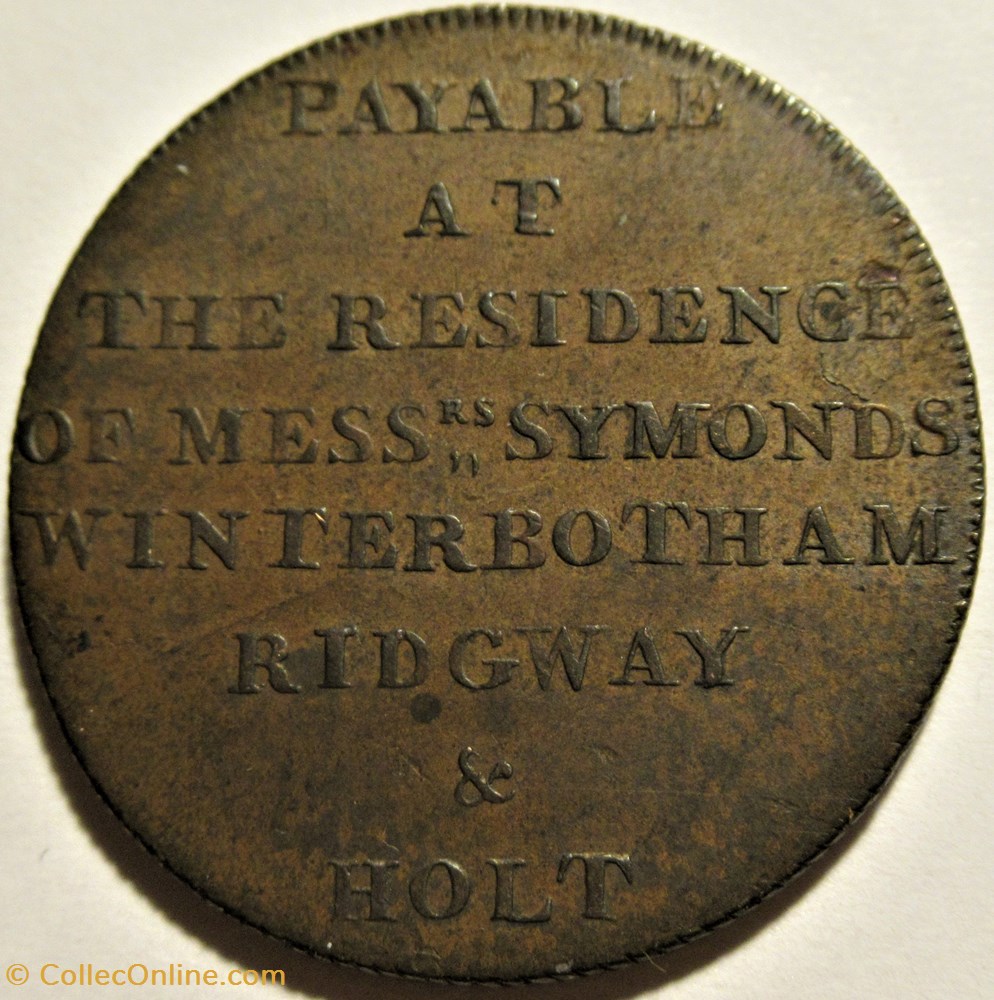 PAYABLE
AT
THE RESIDENCE
OF MESSRS,, SYMONDS
WINTERBOTHAM
RIDGWAY
&
HOLT
© CollecOnline.com